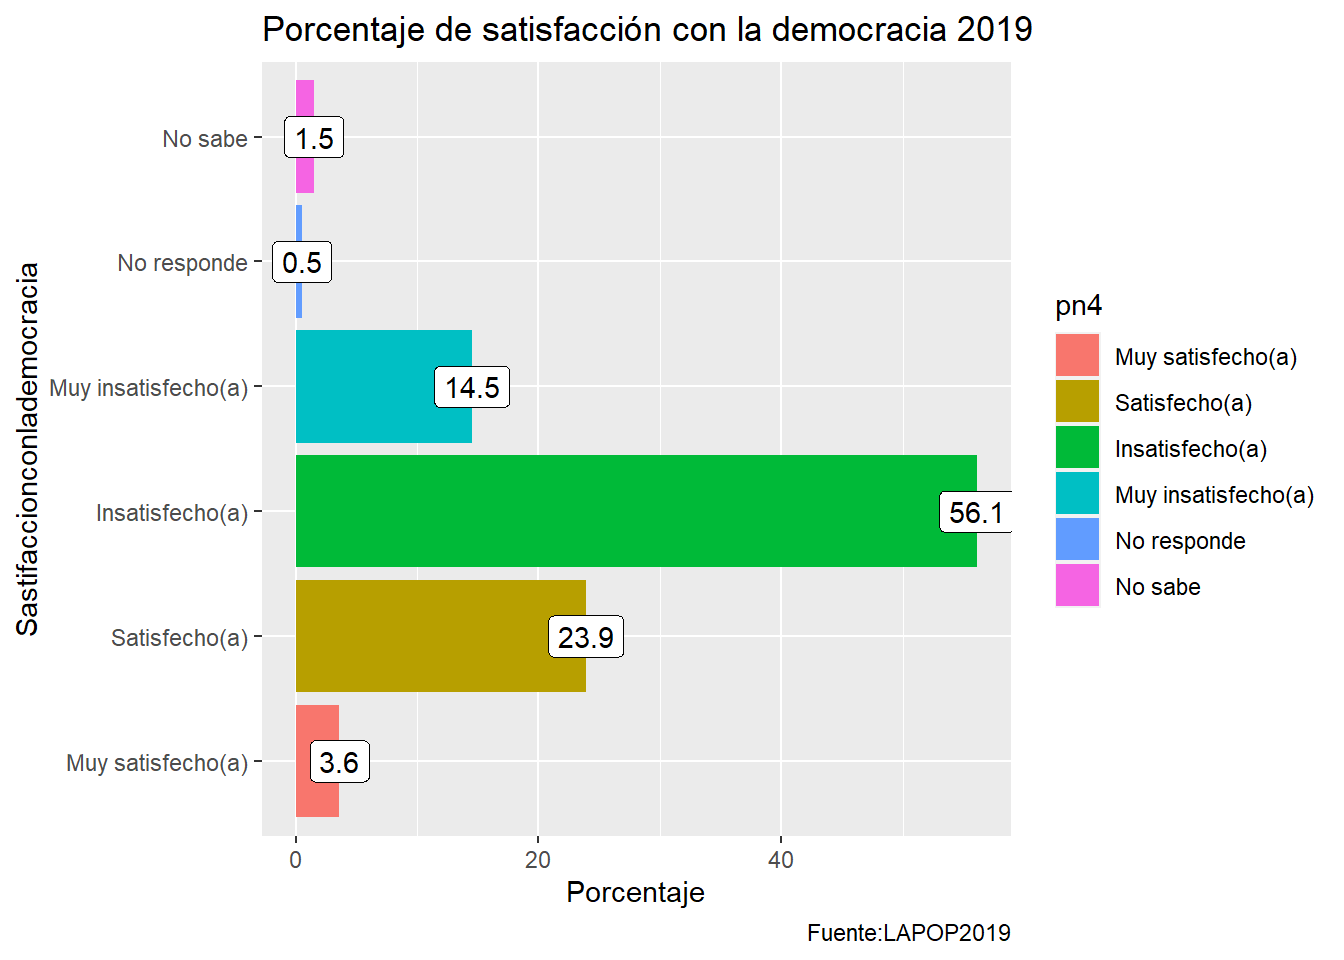 Porcentaje de satisfacción con la democracia 2019
Sastifaccionconlademocracia
No sabe
1.5
No responde
0.5
Muy insatisfecho(a)
14.5
Insatisfecho(a)
56.1
Satisfecho(a)
23.9
Muy satisfecho(a)
3.6
0 20 40
Porcentaje
Fuente:LAPOP2019
pn4
Muy satisfecho(a)
Satisfecho(a)
Insatisfecho(a)
Muy insatisfecho(a)
No responde
No sabe